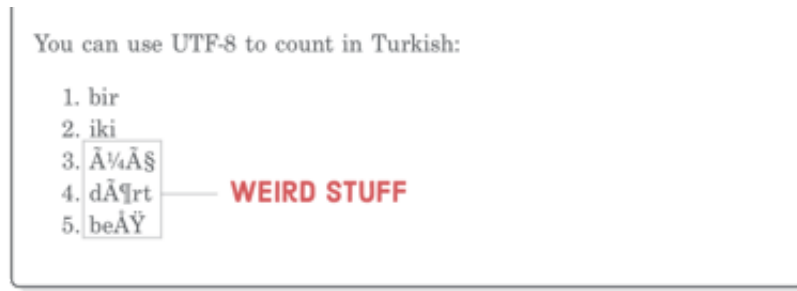 You can use UTF-8 to count in Turkish:
1. bir
2. iki
3. Ã¼Ã§
4. dÃ¶rt
WEIRD STUFF
5. beÅŸ